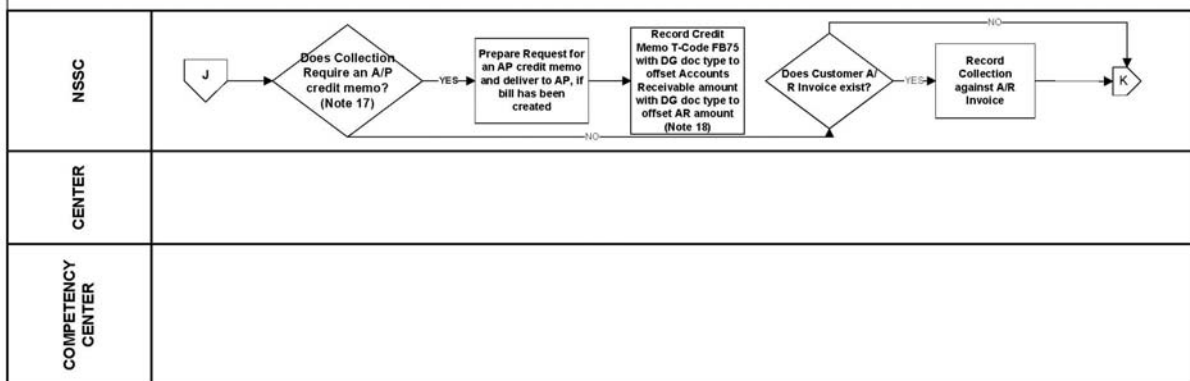 NSSC
J
Does Collection
Require an A/P
credit memo?
(Note 17)
YES
Prepare Request for
an AP credit memo
and deliver to AP, if
bill has been
created
Record Credit
Memo T-Code FB75
with DG doc type to
offset Accounts
Receivable amount
with DG doc type to
offset AR amount
(Note 18)
NO
Does Customer A/
R Invoice exist?
YES
NO
Record
Collection
against A/R
Invoice
K
CENTER
COMPETENCY
CENTER